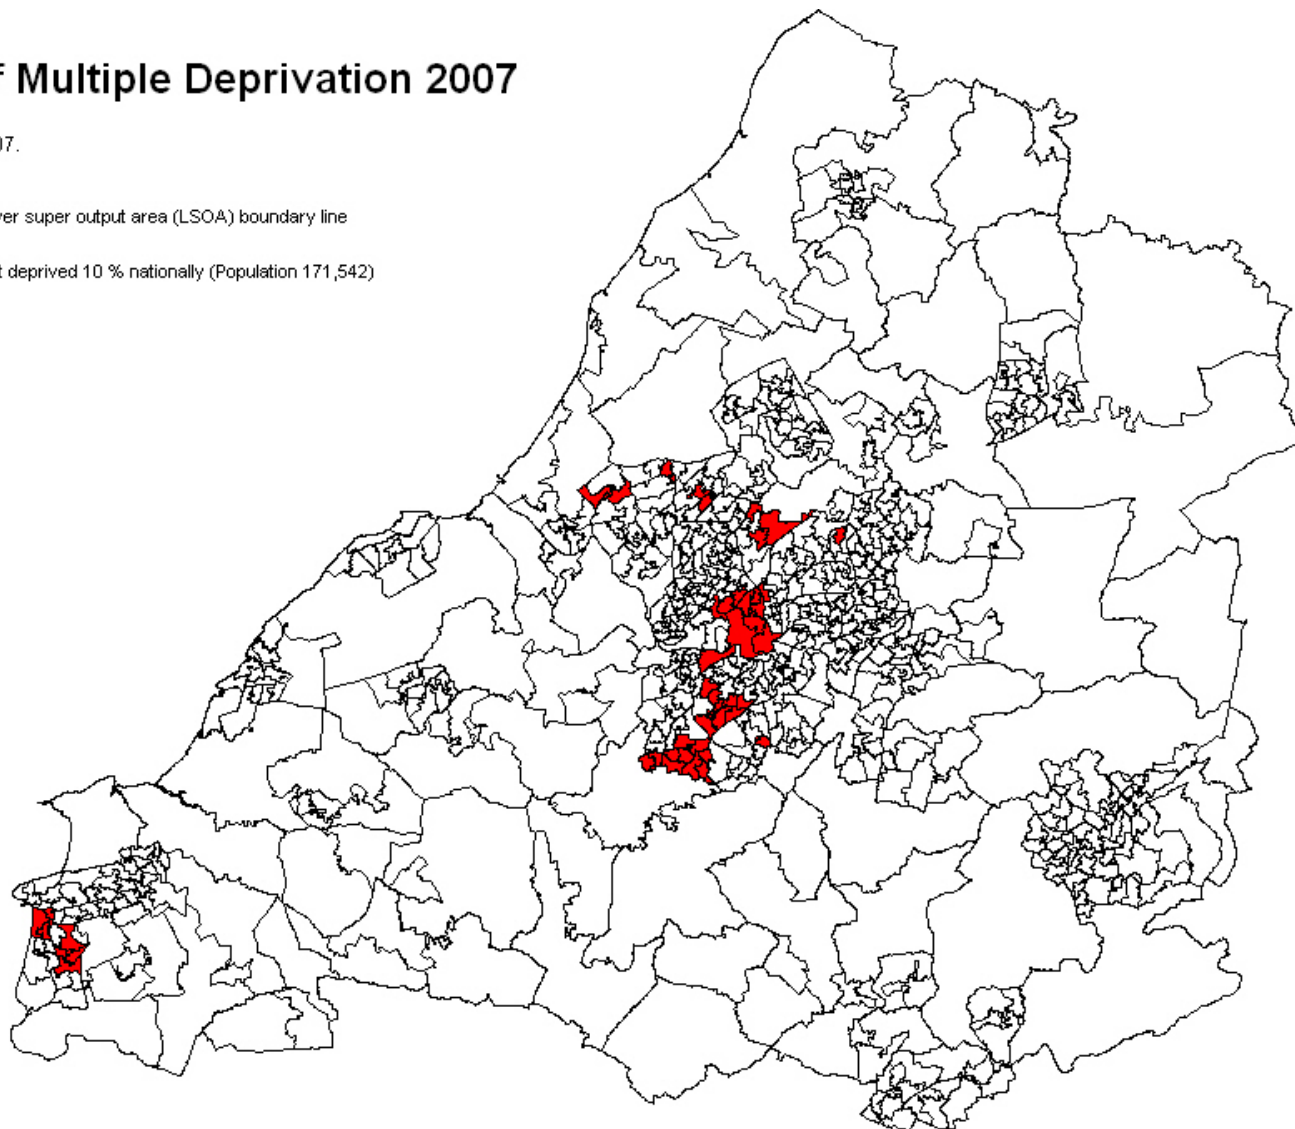 f Multiple Deprivation 2007
07.
ver super output area (LSOA) boundary line
t deprived 10 % nationally (Population 171,542)